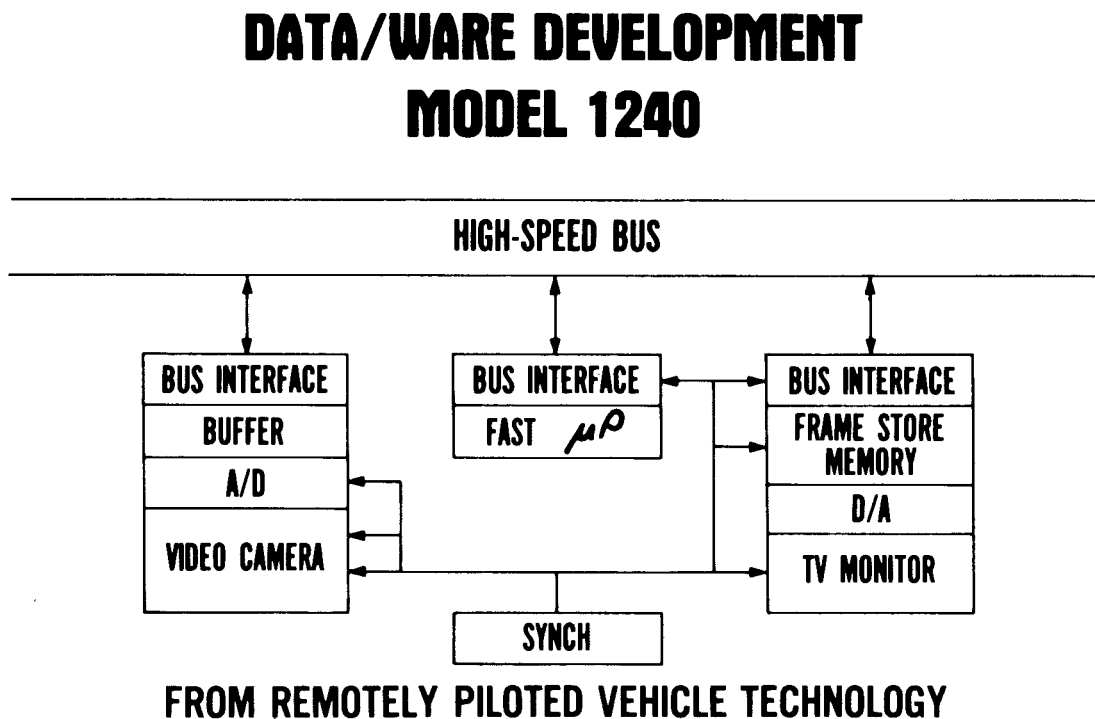 DATA/WARE DEVELOPMENT
MODEL 1240
HIGH-SPEED BUS
BUS INTERFACE
BUFFER
A/D
VIDEO CAMERA
BUS INTERFACE
FAST μP
BUS INTERFACE
FRAME STORE
MEMORY
D/A
TV MONITOR
SYNCH
FROM REMOTELY PILOTED VEHICLE TECHNOLOGY